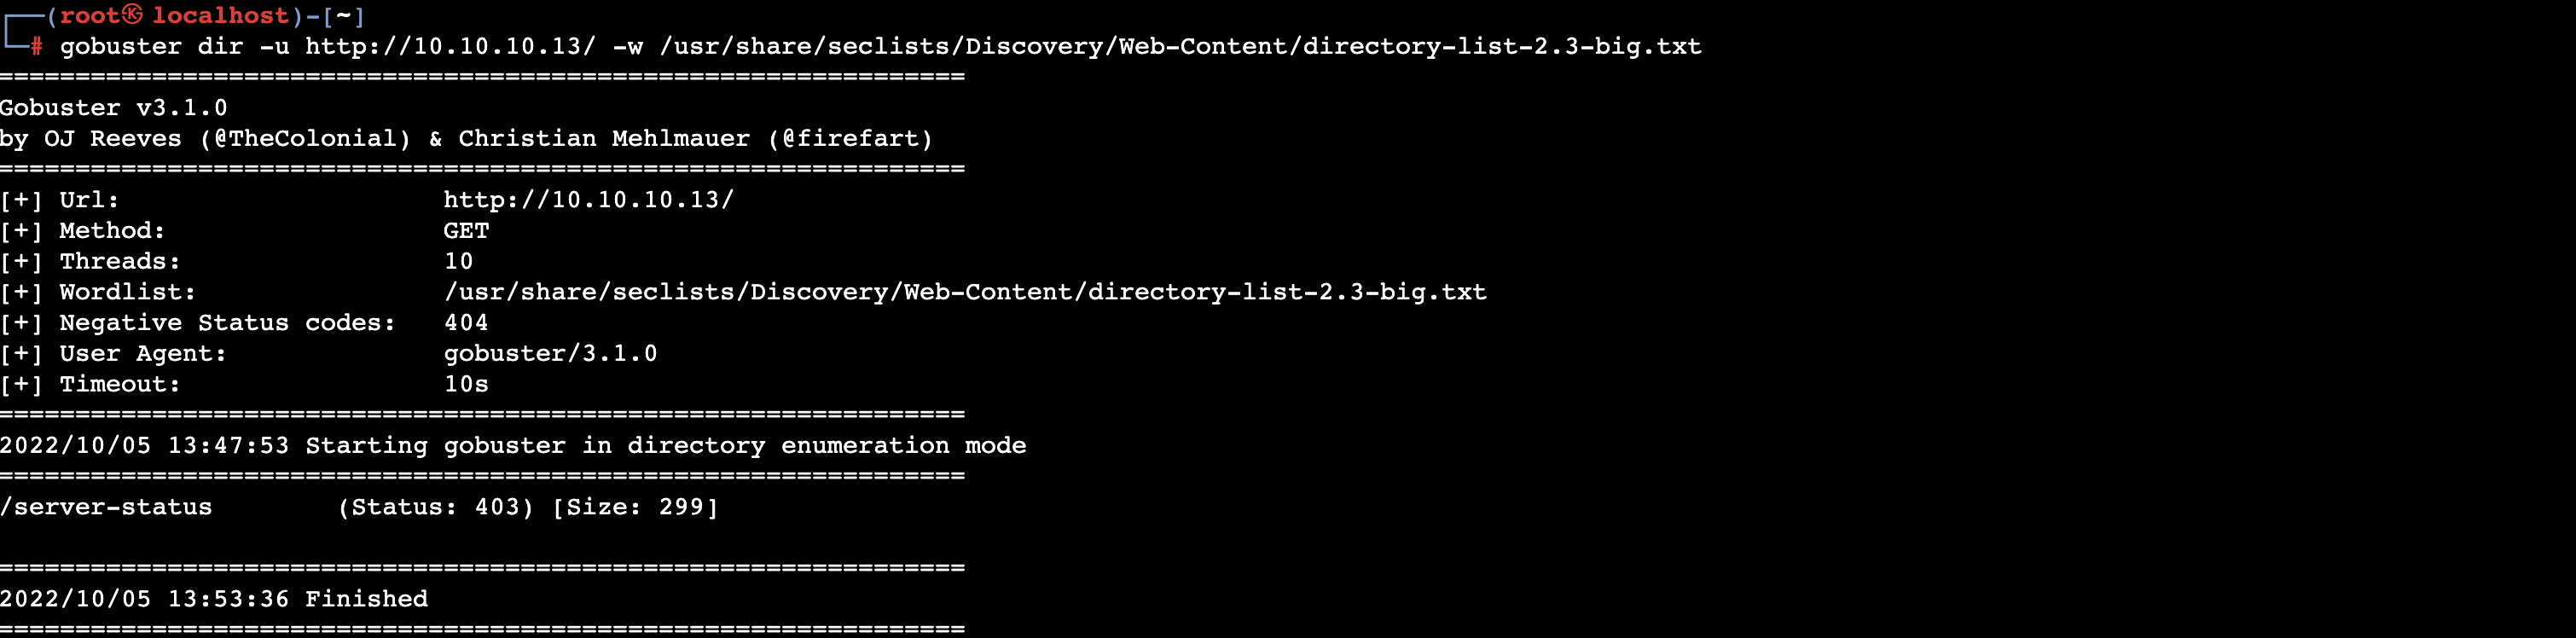 ┌──(root㉿ localhost)-[~]
└─# gobuster dir -u http://10.10.10.13/ -w /usr/share/seclists/Discovery/Web-Content/directory-list-2.3-big.txt
===============================================================
Gobuster v3.1.0
by OJ Reeves (@TheColonial) & Christian Mehlmauer (@firefart)
===============================================================
[+] Url:                     http://10.10.10.13/
[+] Method:                  GET
[+] Threads:                 10
[+] Wordlist:                /usr/share/seclists/Discovery/Web-Content/directory-list-2.3-big.txt
[+] Negative Status codes:   404
[+] User Agent:              gobuster/3.1.0
[+] Timeout:                 10s
===============================================================
2022/10/05 13:47:53 Starting gobuster in directory enumeration mode
===============================================================
/server-status        (Status: 403) [Size: 299]
===============================================================
2022/10/05 13:53:36 Finished
===============================================================